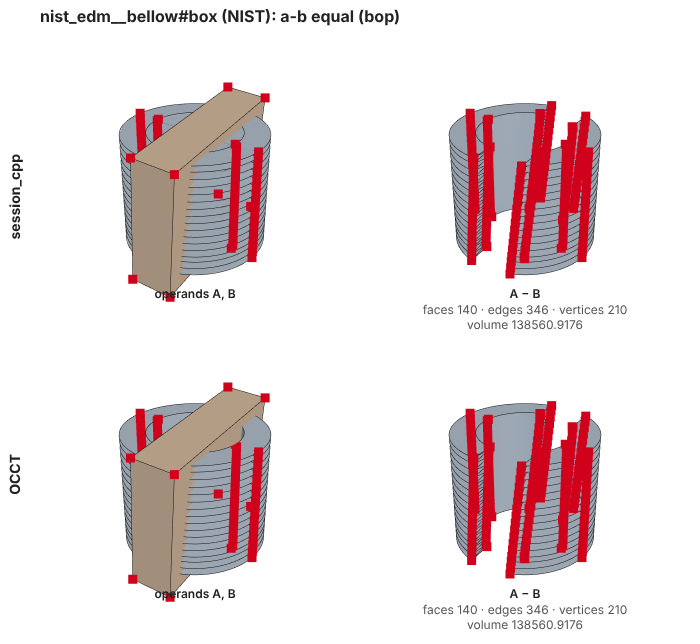 nist_edm__bellow#box (NIST): a-b equal (bop)
session_cpp
operands A, B
A − B
faces 140 · edges 346 · vertices 210
volume 138560.9176
OCCT
operands A, B
A − B
faces 140 · edges 346 · vertices 210
volume 138560.9176